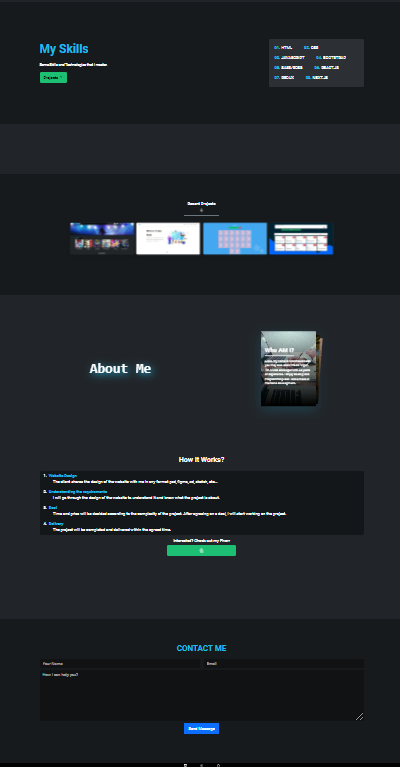 My Skills
01. HTML 02. CSS
Some Skills and Technologies that I master.
03. JAVASCRIPT 04. BOOTSTRAP
05. SASS/SCSS 06. REACT.JS
Projects
07. REDUX 08. NEXT.JS
Recent Projects
About Me
Who AM I?
How It Works?
1. Website Design
The client shares the design of the website with me in any format psd, figma, xd, sketch, etc...
2. Understanding the requirements
I will go through the design of the website to understand it and know what the project is about.
3. Deal
Time and price will be decided according to the complexity of the project. After agreeing on a deal, I will start working on the project.
4. Delivery
The project will be completed and delivered within the agreed time.
Interested? Check out my Fiverr
CONTACT ME
Your Name Email
How I can help you?
Send Message